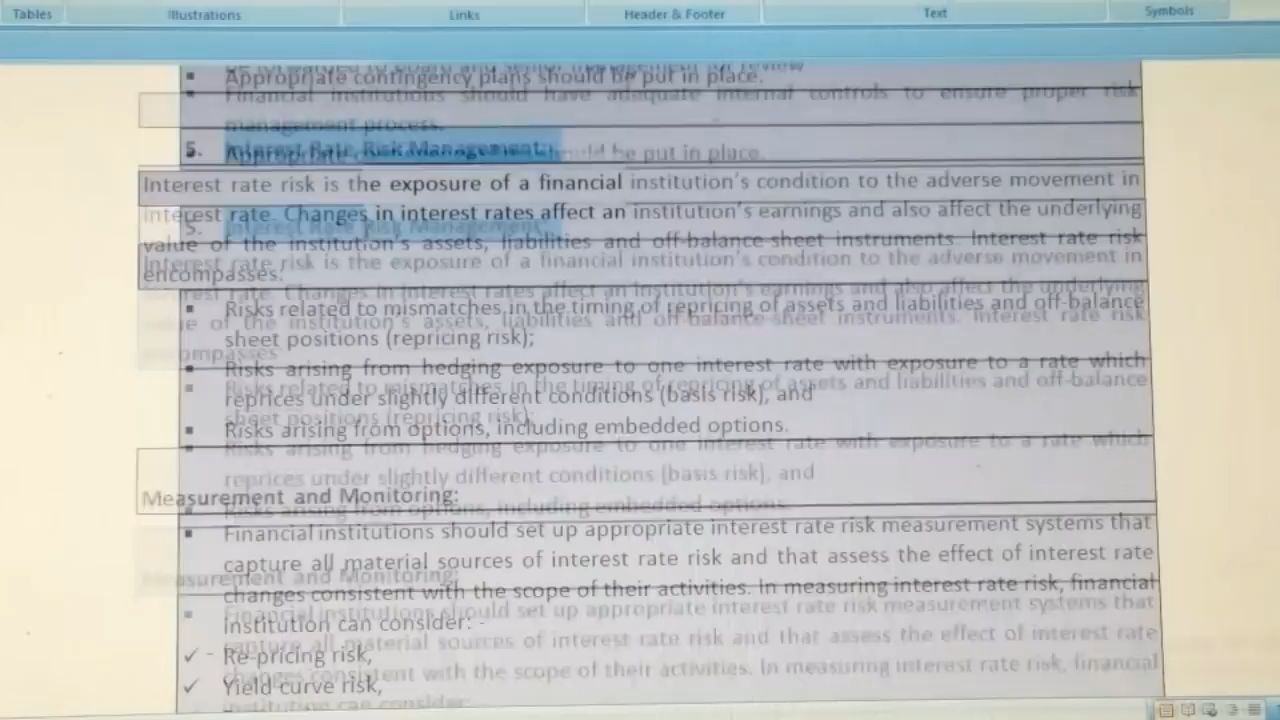 Tables Illustrations Links Header & Footer Text Symbols
Appropriate contingency plans should be put in place.
Financial institutions should have adequate internal controls to ensure proper risk
management process.
5. Interest Rate Risk Management:
Interest rate risk is the exposure of a financial institution's condition to the adverse movement in
interest rate. Changes in interest rates affect an institution's earnings and also affect the underlying
value of the institution's assets, liabilities and off-balance sheet instruments. Interest rate risk
encompasses:
▪ Risks related to mismatches in the timing of repricing of assets and liabilities and off-balance
sheet positions (repricing risk);
▪ Risks arising from hedging exposure to one interest rate with exposure to a rate which
reprices under slightly different conditions (basis risk), and
▪ Risks arising from options, including embedded options.
Measurement and Monitoring:
▪ Financial institutions should set up appropriate interest rate risk measurement systems that
capture all material sources of interest rate risk and that assess the effect of interest rate
changes consistent with the scope of their activities. In measuring interest rate risk, financial
institution can consider: -
✓ Re-pricing risk,
✓ Yield curve risk,